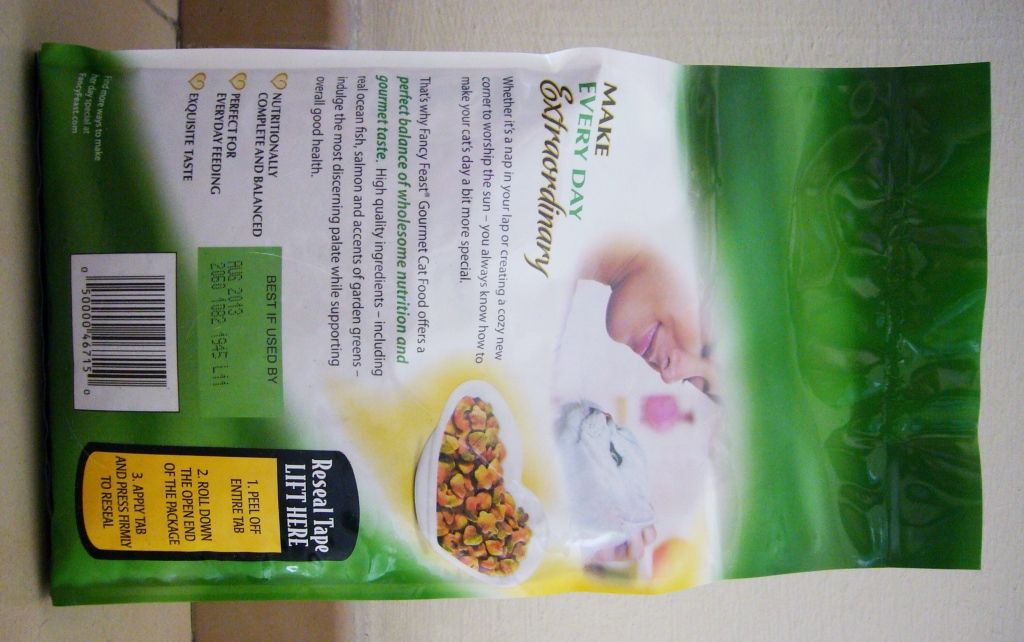 MAKE
EVERY DAY
Extraordinary
Whether it's a nap in your lap or creating a cozy new
corner to worship the sun – you always know how to
make your cat's day a bit more special.
That's why Fancy Feast® Gourmet Cat Food offers a
perfect balance of wholesome nutrition and
gourmet taste. High quality ingredients – including
real ocean fish, salmon and accents of garden greens –
indulge the most discerning palate while supporting
overall good health.
NUTRITIONALLY
COMPLETE AND BALANCED
PERFECT FOR
EVERYDAY FEEDING
EXQUISITE TASTE
Find more ways to make
her day special at
FancyFeast.com
BEST IF USED BY
AUG 2013
2060 1082 1945 L11
0 50000 46715 0
Reseal Tape
LIFT HERE
1. PEEL OFF
ENTIRE TAB
2. ROLL DOWN
THE OPEN END
OF THE PACKAGE
3. APPLY TAB
AND PRESS FIRMLY
TO RESEAL